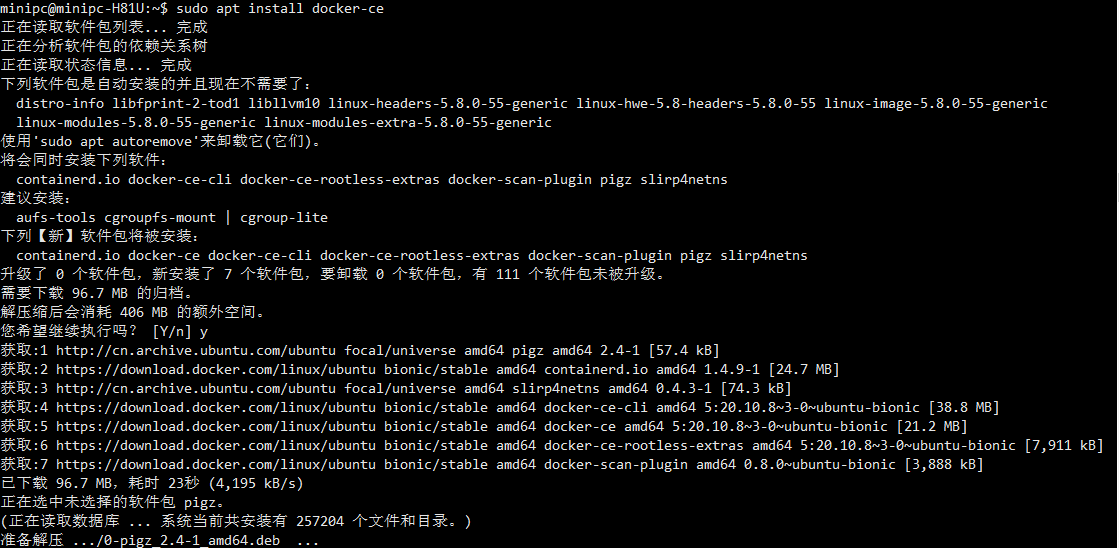 minipc@minipc-H81U:~$ sudo apt install docker-ce
正在读取软件包列表... 完成
正在分析软件包的依赖关系树
正在读取状态信息... 完成
下列软件包是自动安装的并且现在不需要了：
  distro-info libfprint-2-tod1 libllvm10 linux-headers-5.8.0-55-generic linux-hwe-5.8-headers-5.8.0-55 linux-image-5.8.0-55-generic
  linux-modules-5.8.0-55-generic linux-modules-extra-5.8.0-55-generic
使用'sudo apt autoremove'来卸载它(它们)。
将会同时安装下列软件：
  containerd.io docker-ce-cli docker-ce-rootless-extras docker-scan-plugin pigz slirp4netns
建议安装：
  aufs-tools cgroupfs-mount | cgroup-lite
下列【新】软件包将被安装：
  containerd.io docker-ce docker-ce-cli docker-ce-rootless-extras docker-scan-plugin pigz slirp4netns
升级了 0 个软件包，新安装了 7 个软件包，要卸载 0 个软件包，有 111 个软件包未被升级。
需要下载 96.7 MB 的归档。
解压缩后会消耗 406 MB 的额外空间。
您希望继续执行吗？ [Y/n] y
获取:1 http://cn.archive.ubuntu.com/ubuntu focal/universe amd64 pigz amd64 2.4-1 [57.4 kB]
获取:2 https://download.docker.com/linux/ubuntu bionic/stable amd64 containerd.io amd64 1.4.9-1 [24.7 MB]
获取:3 http://cn.archive.ubuntu.com/ubuntu focal/universe amd64 slirp4netns amd64 0.4.3-1 [74.3 kB]
获取:4 https://download.docker.com/linux/ubuntu bionic/stable amd64 docker-ce-cli amd64 5:20.10.8~3-0~ubuntu-bionic [38.8 MB]
获取:5 https://download.docker.com/linux/ubuntu bionic/stable amd64 docker-ce amd64 5:20.10.8~3-0~ubuntu-bionic [21.2 MB]
获取:6 https://download.docker.com/linux/ubuntu bionic/stable amd64 docker-ce-rootless-extras amd64 5:20.10.8~3-0~ubuntu-bionic [7,911 kB]
获取:7 https://download.docker.com/linux/ubuntu bionic/stable amd64 docker-scan-plugin amd64 0.8.0~ubuntu-bionic [3,888 kB]
已下载 96.7 MB，耗时 23秒 (4,195 kB/s)
正在选中未选择的软件包 pigz。
(正在读取数据库 ... 系统当前共安装有 257204 个文件和目录。)
准备解压 .../0-pigz_2.4-1_amd64.deb  ...